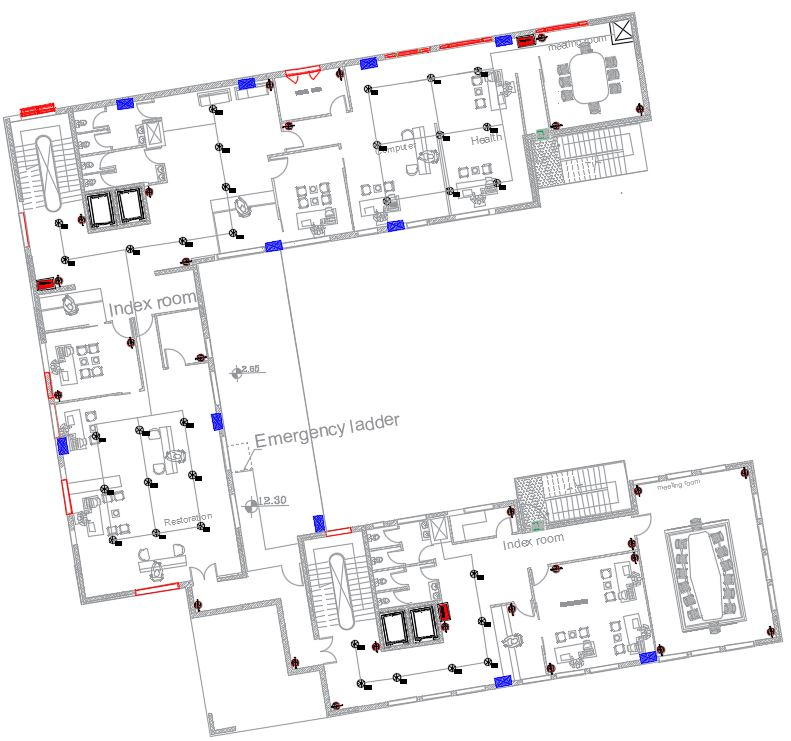 meeting room
Computer
Health
Index room
2.65
Emergency ladder
12.30
Restoration
Index room
meeting room